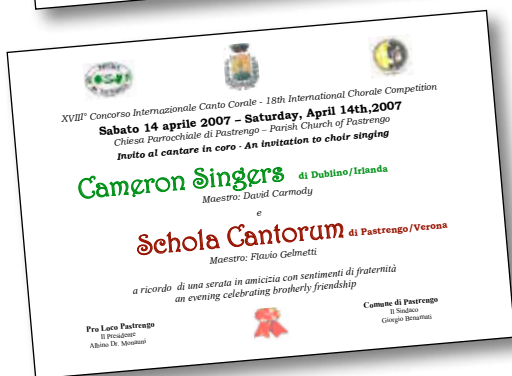 XVIII° Concorso Internazionale Canto Corale - 18th International Chorale Competition
Sabato 14 aprile 2007 – Saturday, April 14th,2007
Chiesa Parrocchiale di Pastrengo – Parish Church of Pastrengo
Invito al cantare in coro - An invitation to choir singing
Cameron Singers di Dublino/Irlanda
Maestro: David Carmody
e
Schola Cantorum di Pastrengo/Verona
Maestro: Flavio Gelmetti
a ricordo di una serata in amicizia con sentimenti di fraternità
an evening celebrating brotherly friendship
Pro Loco Pastrengo
Il Presidente
Albino Dr. Monauni
Comune di Pastrengo
Il Sindaco
Giorgio Benamati